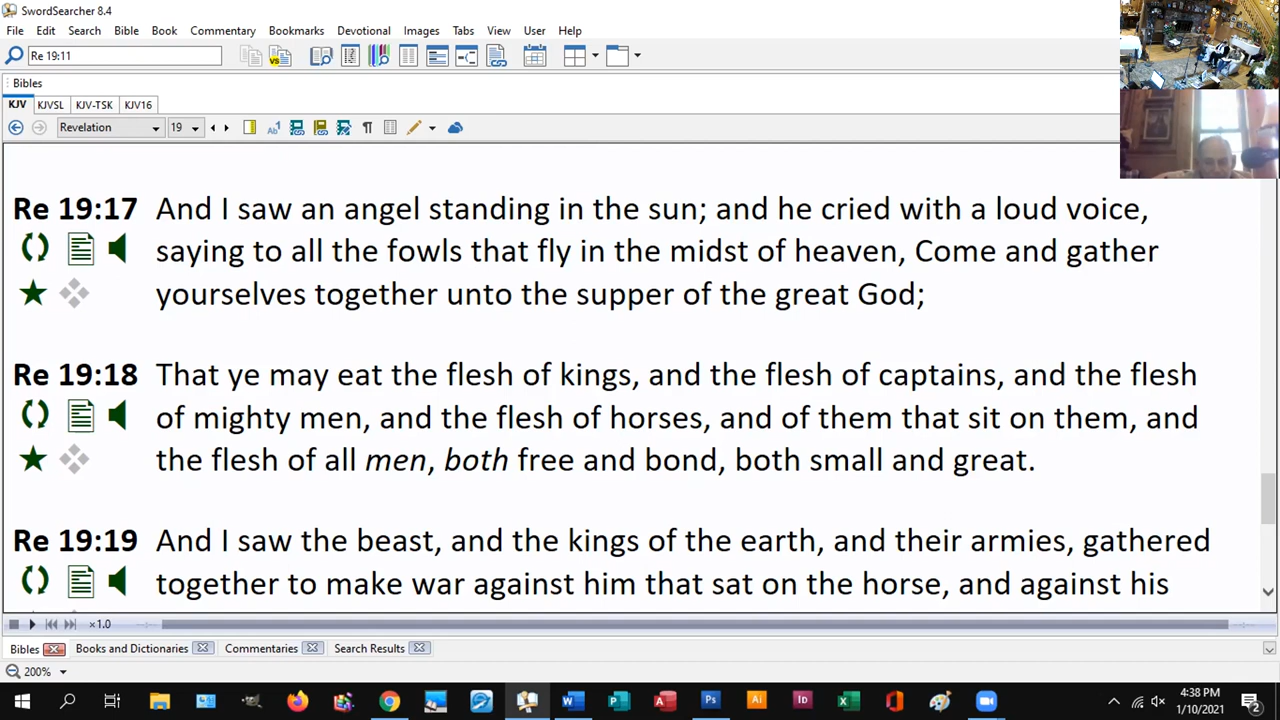 SwordSearcher 8.4
File Edit Search Bible Book Commentary Bookmarks Devotional Images Tabs View User Help
Re 19:11
Bibles
KJV KJVSL KJV-TSK KJV16
Revelation 19
Re 19:17 And I saw an angel standing in the sun; and he cried with a loud voice,
saying to all the fowls that fly in the midst of heaven, Come and gather
yourselves together unto the supper of the great God;
Re 19:18 That ye may eat the flesh of kings, and the flesh of captains, and the flesh
of mighty men, and the flesh of horses, and of them that sit on them, and
the flesh of all men, both free and bond, both small and great.
Re 19:19 And I saw the beast, and the kings of the earth, and their armies, gathered
together to make war against him that sat on the horse, and against his
×1.0
Bibles Books and Dictionaries Commentaries Search Results
200%
4:38 PM
1/10/2021